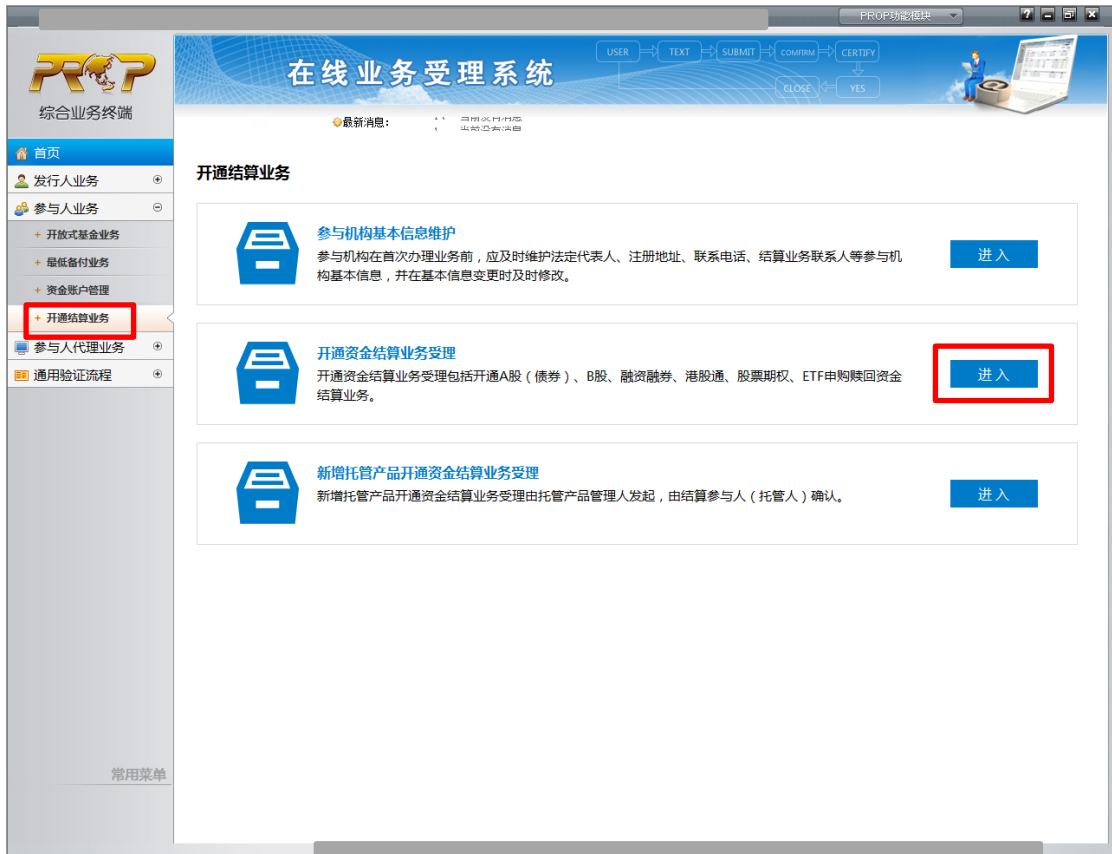 PROP功能模块
PROP
综合业务终端
在线业务受理系统
USER
TEXT
SUBMIT
COMFIRM
CERTIFY
CLOSE
YES
最新消息：
当前没有消息
首页
发行人业务
参与人业务
+ 开放式基金业务
+ 最低备付业务
+ 资金账户管理
+ 开通结算业务
参与人代理业务
通用验证流程
常用菜单
开通结算业务
参与机构基本信息维护
参与机构在首次办理业务前，应及时维护法定代表人、注册地址、联系电话、结算业务联系人等参与机
构基本信息，并在基本信息变更时及时修改。
进入
开通资金结算业务受理
开通资金结算业务受理包括开通A股（债券）、B股、融资融券、港股通、股票期权、ETF申购赎回资金
结算业务。
进入
新增托管产品开通资金结算业务受理
新增托管产品开通资金结算业务受理由托管产品管理人发起，由结算参与人（托管人）确认。
进入